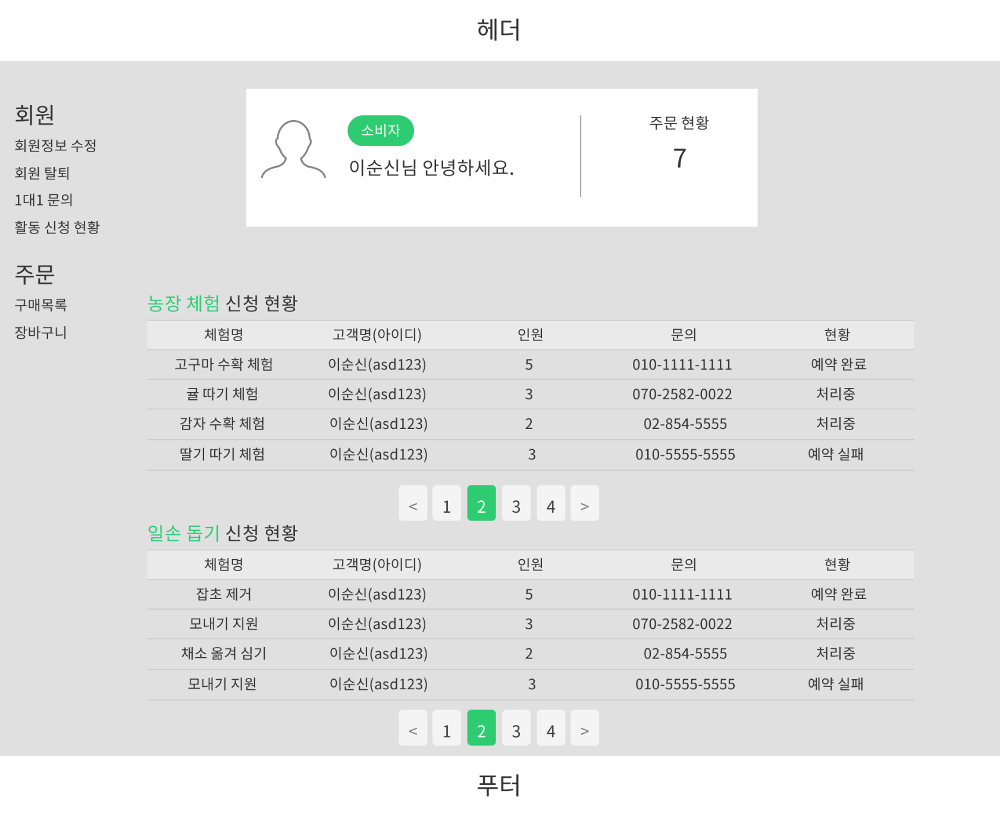 헤더
회원
회원정보 수정
회원 탈퇴
1대1 문의
활동 신청 현황
주문
구매목록
장바구니
소비자
이순신님 안녕하세요.
주문 현황
7
농장 체험 신청 현황
체험명 고객명(아이디) 인원 문의 현황
고구마 수확 체험 이순신(asd123) 5 010-1111-1111 예약 완료
귤 따기 체험 이순신(asd123) 3 070-2582-0022 처리중
감자 수확 체험 이순신(asd123) 2 02-854-5555 처리중
딸기 따기 체험 이순신(asd123) 3 010-5555-5555 예약 실패
< 1 2 3 4 >
일손 돕기 신청 현황
체험명 고객명(아이디) 인원 문의 현황
잡초 제거 이순신(asd123) 5 010-1111-1111 예약 완료
모내기 지원 이순신(asd123) 3 070-2582-0022 처리중
채소 옮겨 심기 이순신(asd123) 2 02-854-5555 처리중
모내기 지원 이순신(asd123) 3 010-5555-5555 예약 실패
< 1 2 3 4 >
푸터